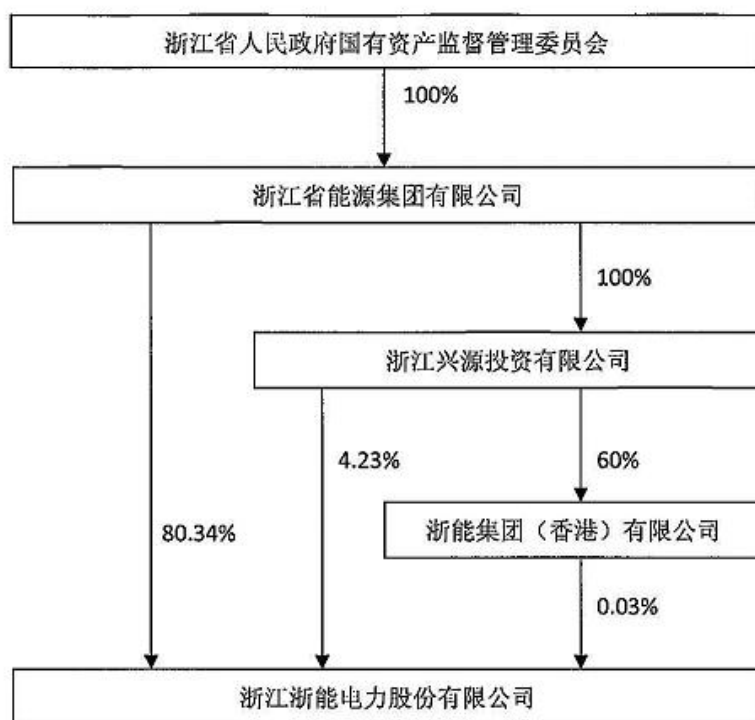 浙江省人民政府国有资产监督管理委员会
100%
浙江省能源集团有限公司
100%
浙江兴源投资有限公司
4.23%
60%
80.34%
浙能集团（香港）有限公司
0.03%
浙江浙能电力股份有限公司